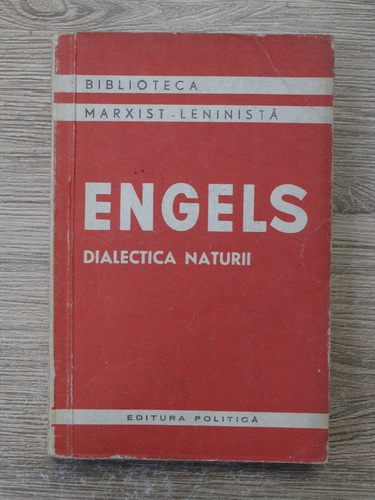 BIBLIOTECA
MARXIST-LENINISTĂ
ENGELS
DIALECTICA NATURII
EDITURA POLITICĂ